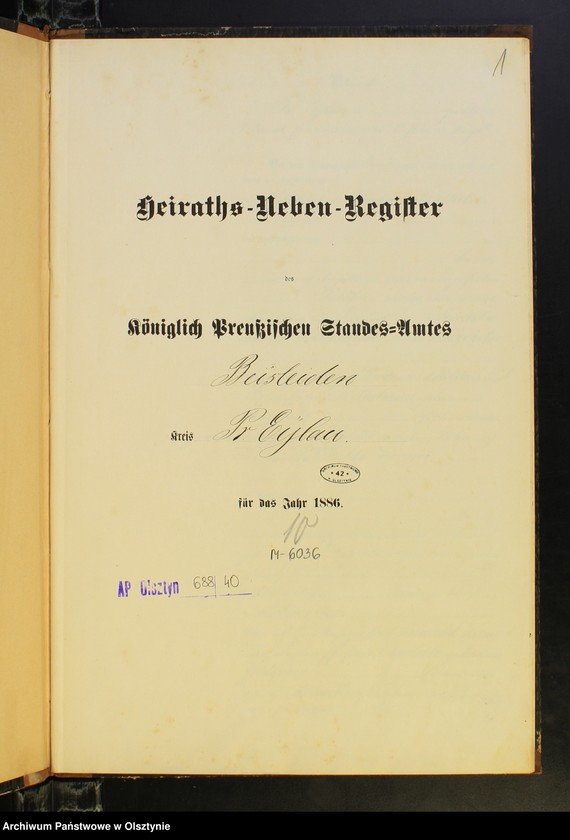 1
Heiraths-Neben-Register
des
Königlich Preußischen Standes-Amtes
Beisleiden
Kreis Pr Eylau.
42
für das Jahr 1886.
10
M-6036
AP Olsztyn 688/40
Archiwum Państwowe w Olsztynie